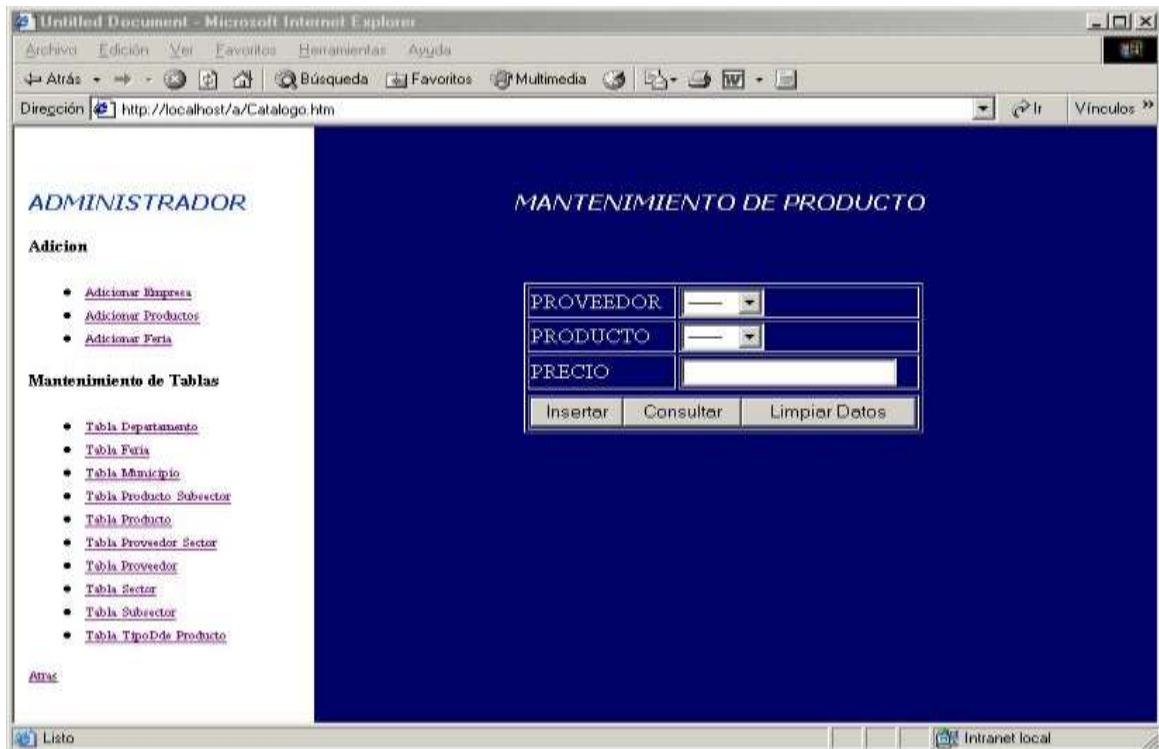 Untitled Document - Microsoft Internet Explorer
Archivo Edición Ver Favoritos Herramientas Ayuda
Atrás Búsqueda Favoritos Multimedia
Dirección http://localhost/a/Catalogo.htm Ir Vínculos »
ADMINISTRADOR
Adicion
Adicionar Empresa
Adicionar Productos
Adicionar Feria
Mantenimiento de Tablas
Tabla Departamento
Tabla Feria
Tabla Municipio
Tabla Producto Subsector
Tabla Producto
Tabla Proveedor Sector
Tabla Proveedor
Tabla Sector
Tabla Subsector
Tabla TipoDde Producto
Atras
MANTENIMIENTO DE PRODUCTO
PROVEEDOR
PRODUCTO
PRECIO
Insertar Consultar Limpiar Datos
Listo Intranet local